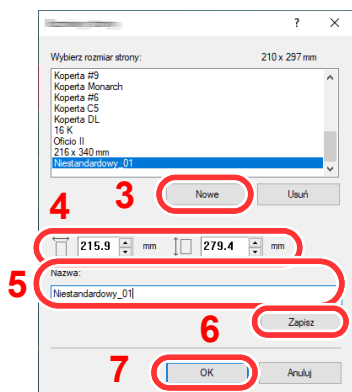 ?
Wybierz rozmiar strony: 210 x 297 mm
Koperta #9
Koperta Monarch
Koperta #6
Koperta C5
Koperta DL
16 K
Oficio II
216 x 340 mm
Niestandardowy_01
3 Nowe Usuń
4
215.9 mm 279.4 mm
5 Nazwa:
Niestandardowy_01
6 Zapisz
7 OK Anuluj